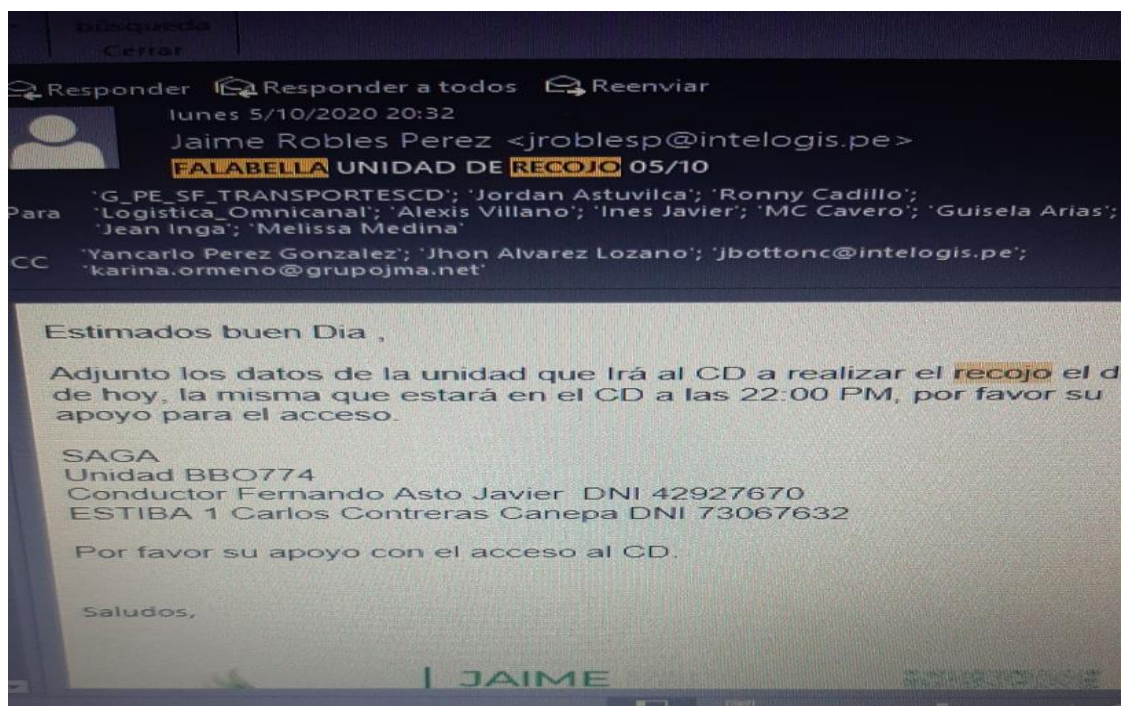 búsqueda
Cerrar
Responder Responder a todos Reenviar
lunes 5/10/2020 20:32
Jaime Robles Perez <jroblesp@intelogis.pe>
FALABELLA UNIDAD DE RECOJO 05/10
Para 'G_PE_SF_TRANSPORTESCD'; 'Jordan Astuvilca'; 'Ronny Cadillo';
'Logistica_Omnicanal'; 'Alexis Villano'; 'Ines Javier'; 'MC Cavero'; 'Guisela Arias';
'Jean Inga'; 'Melissa Medina'
CC 'Yancarlo Perez Gonzalez'; 'Jhon Alvarez Lozano'; 'jbottonc@intelogis.pe';
'karina.ormeno@grupojma.net'
Estimados buen Dia ,
Adjunto los datos de la unidad que Irá al CD a realizar el recojo el d
de hoy, la misma que estará en el CD a las 22:00 PM, por favor su
apoyo para el acceso.
SAGA
Unidad BBO774
Conductor Fernando Asto Javier DNI 42927670
ESTIBA 1 Carlos Contreras Canepa DNI 73067632
Por favor su apoyo con el acceso al CD.
Saludos,
JAIME